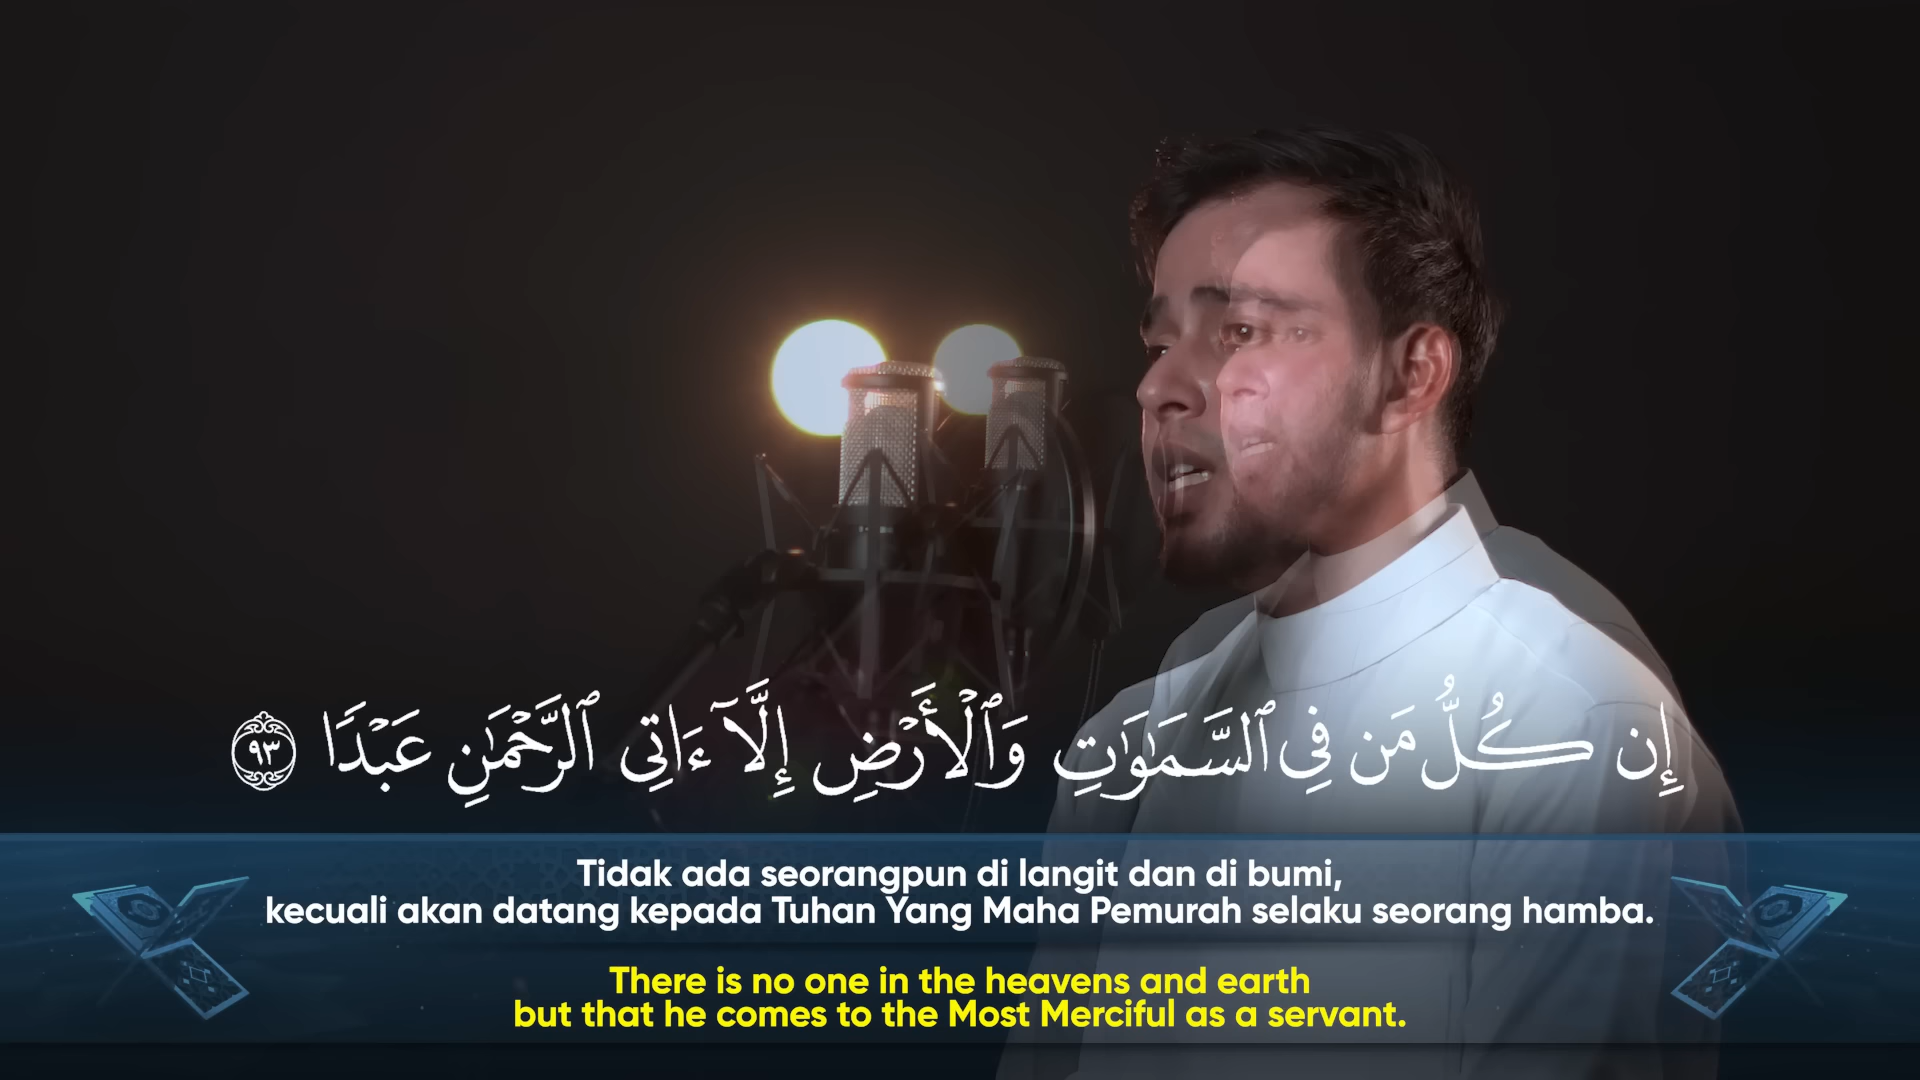 إِن كُلُّ مَن فِى ٱلسَّمَٰوَٰتِ وَٱلْأَرْضِ إِلَّآ ءَاتِى ٱلرَّحْمَٰنِ عَبْدًا ٩٣
Tidak ada seorangpun di langit dan di bumi,
kecuali akan datang kepada Tuhan Yang Maha Pemurah selaku seorang hamba.
There is no one in the heavens and earth
but that he comes to the Most Merciful as a servant.